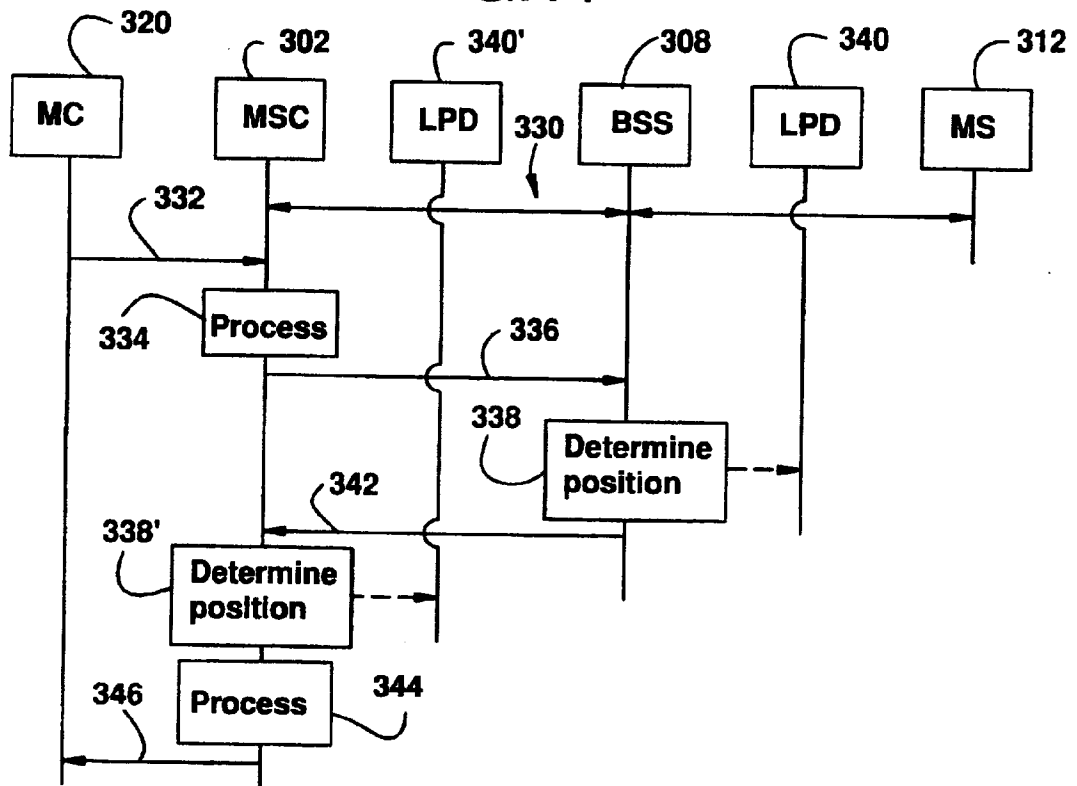 320
302
340'
308
340
312
MC
MSC
LPD
330
BSS
LPD
MS
332
334
Process
336
338
Determine
position
342
338'
Determine
position
346
Process
344